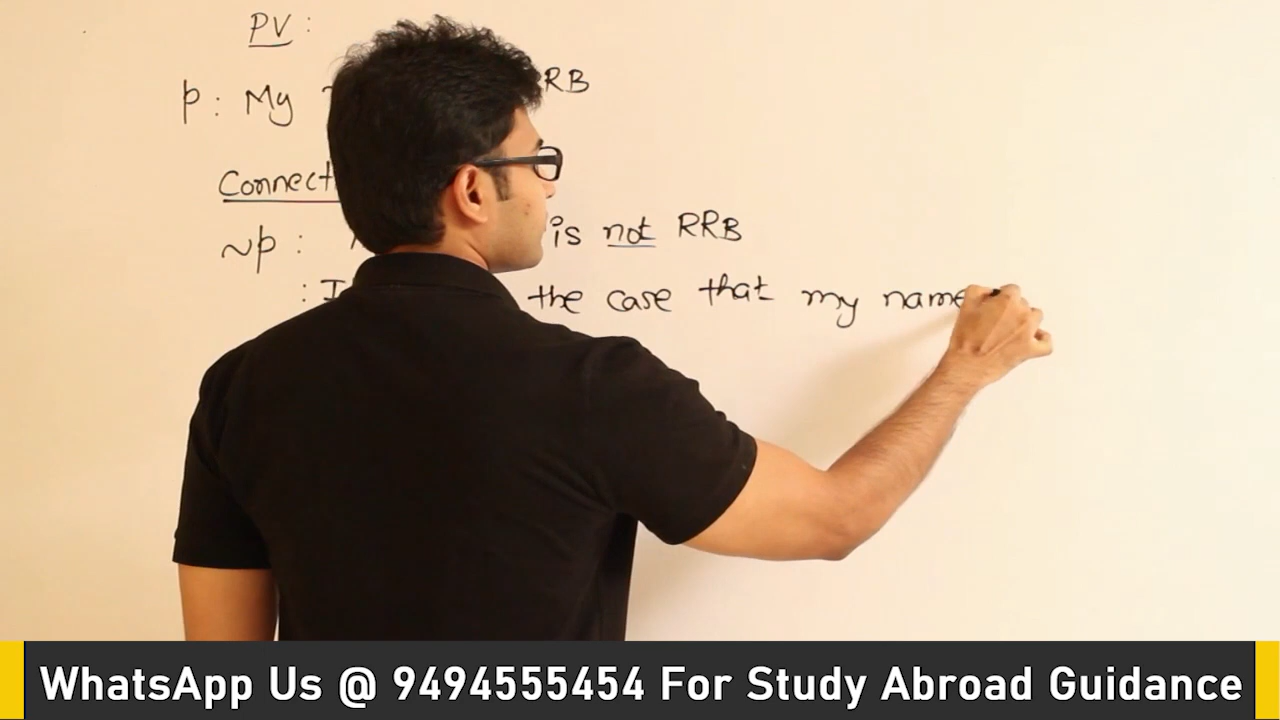 PV :
p : My RRB
Connect
~p : is not RRB
: I the case that my name
WhatsApp Us @ 9494555454 For Study Abroad Guidance